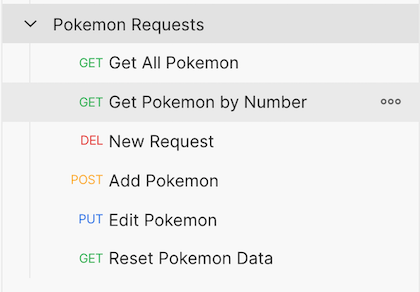 Pokemon Requests
GET Get All Pokemon
GET Get Pokemon by Number
DEL New Request
POST Add Pokemon
PUT Edit Pokemon
GET Reset Pokemon Data